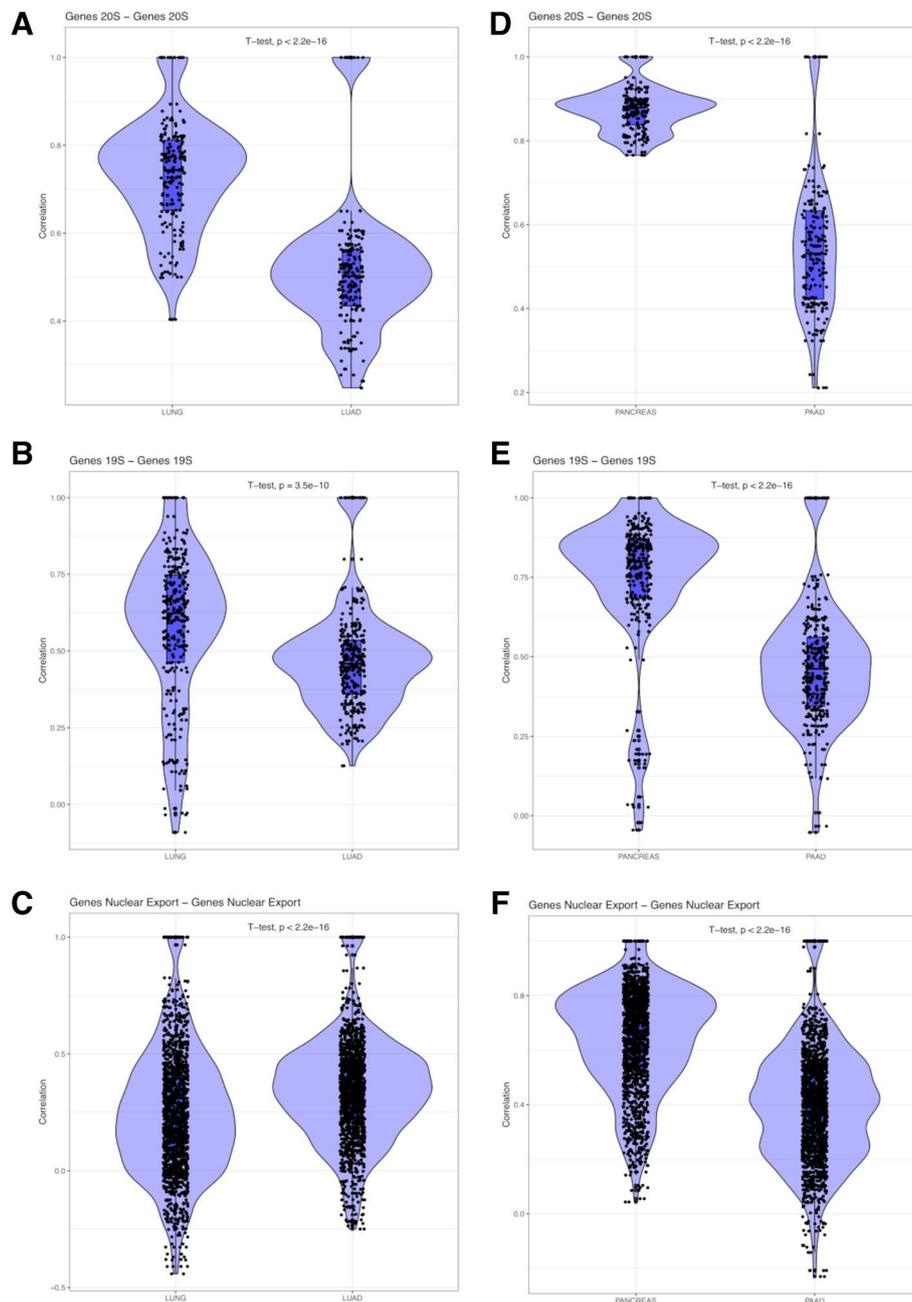 A
Genes 20S − Genes 20S
T−test, p < 2.2e−16
1.0
0.8
0.6
0.4
Correlation
LUNG
LUAD
D
Genes 20S − Genes 20S
T−test, p < 2.2e−16
1.0
0.8
0.6
0.4
0.2
Correlation
PANCREAS
PAAD
B
Genes 19S − Genes 19S
T−test, p = 3.5e−10
1.00
0.75
0.50
0.25
0.00
Correlation
LUNG
LUAD
E
Genes 19S − Genes 19S
T−test, p < 2.2e−16
1.00
0.75
0.50
0.25
0.00
Correlation
PANCREAS
PAAD
C
Genes Nuclear Export − Genes Nuclear Export
T−test, p < 2.2e−16
1.0
0.5
0.0
−0.5
Correlation
LUNG
LUAD
F
Genes Nuclear Export − Genes Nuclear Export
T−test, p < 2.2e−16
0.8
0.4
0.0
Correlation
PANCREAS
PAAD